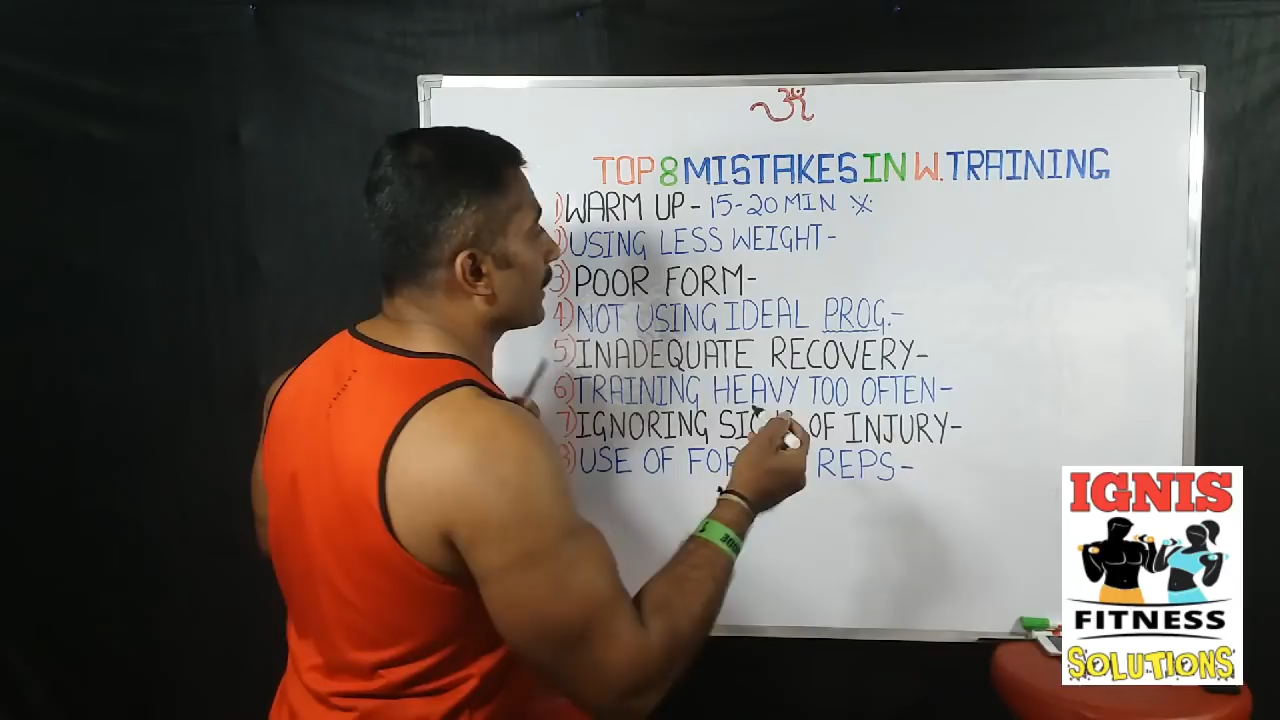 ॐ
TOP 8 MISTAKES IN W. TRAINING
1) WARM UP - 15-20 MIN
2) USING LESS WEIGHT-
3) POOR FORM-
4) NOT USING IDEAL PROG.-
5) INADEQUATE RECOVERY-
6) TRAINING HEAVY TOO OFTEN-
7) IGNORING OF INJURY-
8) USE OF REPS-
IGNIS
FITNESS
SOLUTIONS